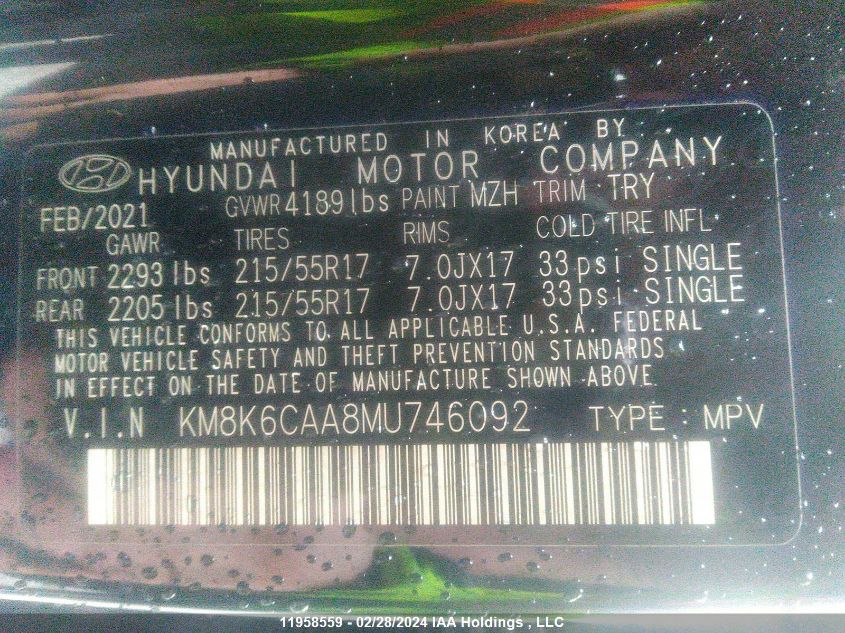 MANUFACTURED IN KOREA BY
HYUNDAI MOTOR COMPANY
FEB/2021 GVWR 4189 lbs PAINT MZH TRIM TRY
GAWR TIRES RIMS COLD TIRE INFL
FRONT 2293 lbs 215/55R17 7.0JX17 33 psi SINGLE
REAR 2205 lbs 215/55R17 7.0JX17 33 psi SINGLE
THIS VEHICLE CONFORMS TO ALL APPLICABLE U.S.A. FEDERAL
MOTOR VEHICLE SAFETY AND THEFT PREVENTION STANDARDS
IN EFFECT ON THE DATE OF MANUFACTURE SHOWN ABOVE
V.I.N KM8K6CAA8MU746092 TYPE : MPV
11958559 - 02/28/2024 IAA Holdings , LLC